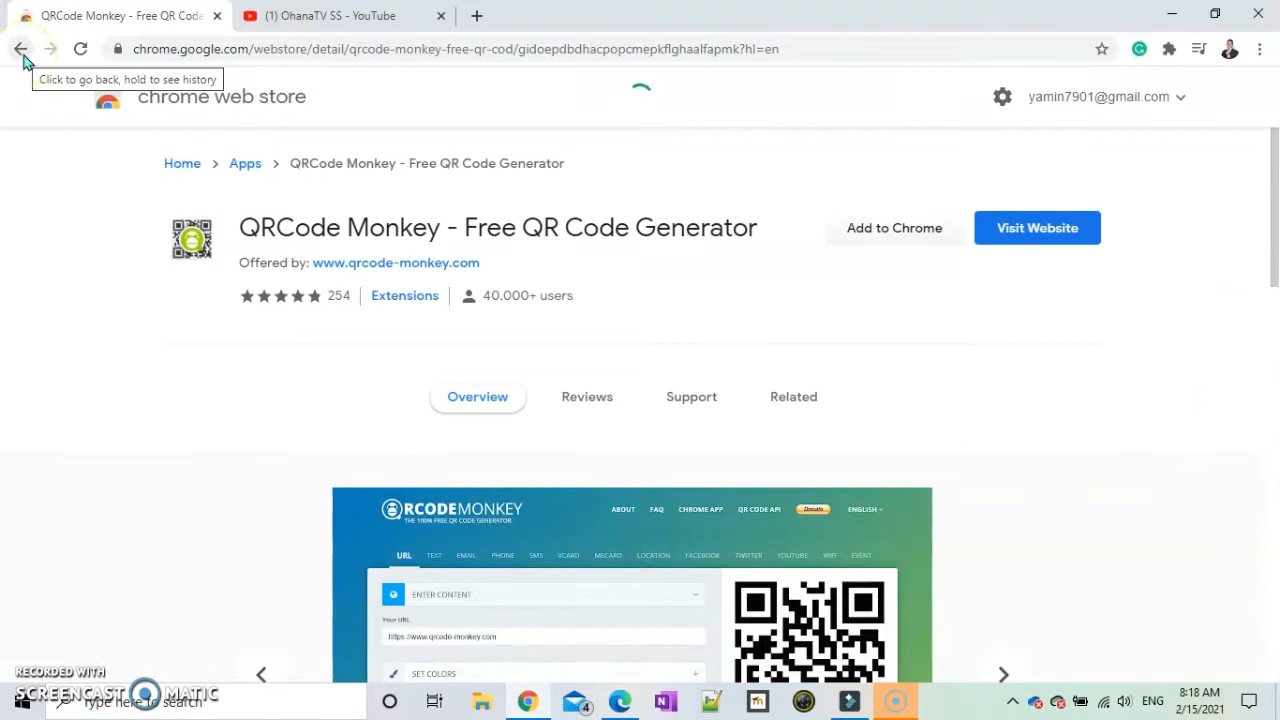 QRCode Monkey - Free QR Code
(1) OhanaTV SS - YouTube
chrome.google.com/webstore/detail/qrcode-monkey-free-qr-cod/gidoepdbdhacpopcmepkflghaalfapmk?hl=en
Click to go back, hold to see history
chrome web store
yamin7901@gmail.com
Home > Apps > QRCode Monkey - Free QR Code Generator
QRCode Monkey - Free QR Code Generator
Add to Chrome
Visit Website
Offered by: www.qrcode-monkey.com
254
Extensions
40,000+ users
Overview
Reviews
Support
Related
QRCODEMONKEY
THE 100% FREE QR CODE GENERATOR
ABOUT FAQ CHROME APP QR CODE API Donate ENGLISH
URL TEXT EMAIL PHONE SMS VCARD MECARD LOCATION FACEBOOK TWITTER YOUTUBE WIFI EVENT
ENTER CONTENT
Your URL
https://www.qrcode-monkey.com
SET COLORS
RECORDED WITH
SCREENCAST MATIC
Type here to search
4
ENG
8:18 AM
2/15/2021